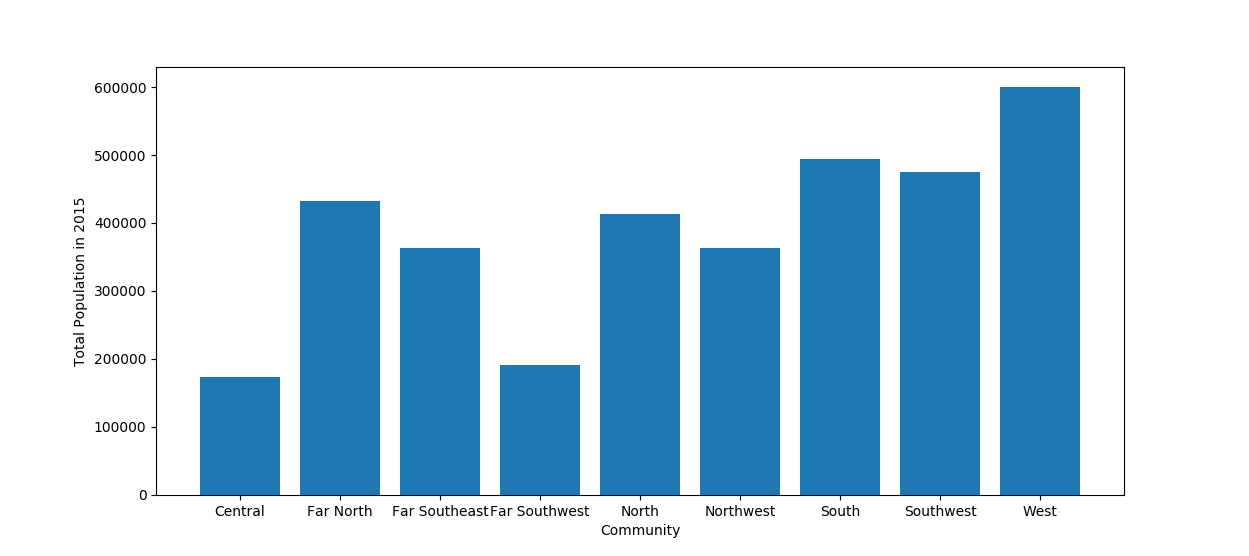 600000
500000
400000
300000
200000
100000
0
Total Population in 2015
Central Far North Far Southeast Far Southwest North Northwest South Southwest West
Community